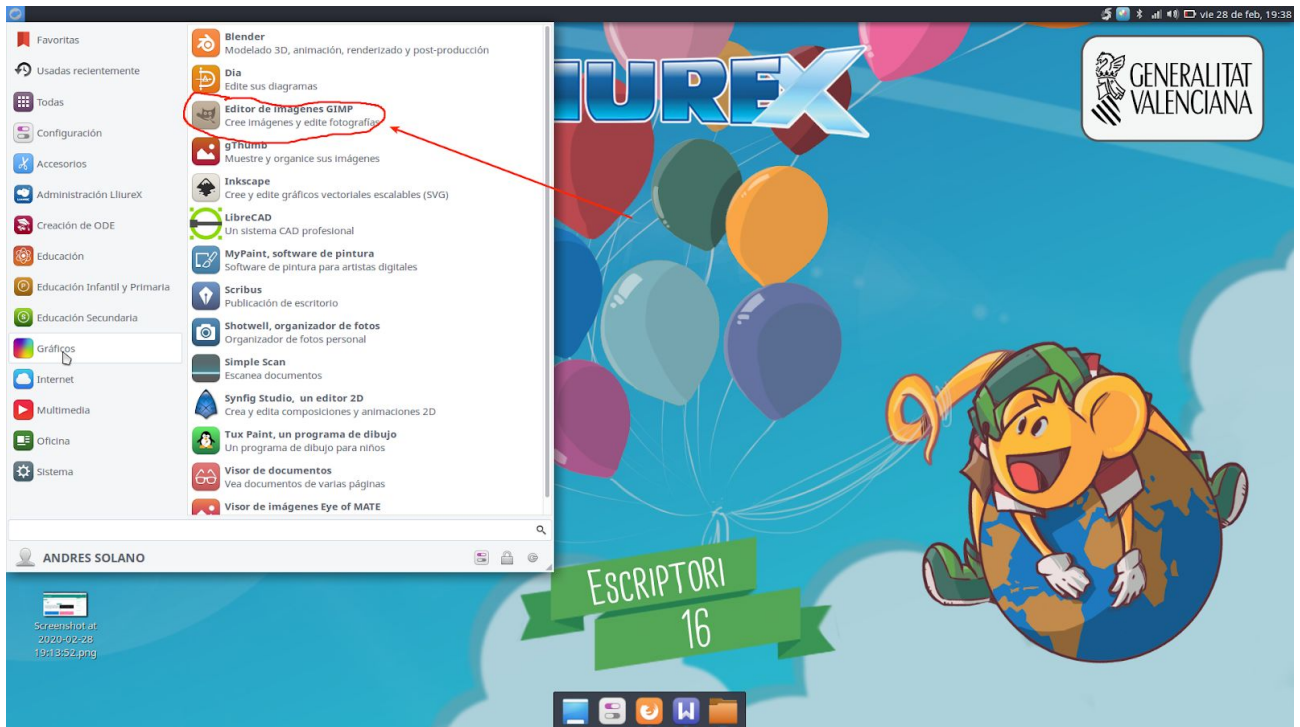 vie 28 de feb, 19:38
Favoritas
Usadas recientemente
Todas
Configuración
Accesorios
Administración LliureX
Creación de ODE
Educación
Educación Infantil y Primaria
Educación Secundaria
Gráficos
Internet
Multimedia
Oficina
Sistema
Blender
Modelado 3D, animación, renderizado y post-producción
Dia
Edite sus diagramas
Editor de imágenes GIMP
Cree imágenes y edite fotografías
gThumb
Muestre y organice sus imágenes
Inkscape
Cree y edite gráficos vectoriales escalables (SVG)
LibreCAD
Un sistema CAD profesional
MyPaint, software de pintura
Software de pintura para artistas digitales
Scribus
Publicación de escritorio
Shotwell, organizador de fotos
Organizador de fotos personal
Simple Scan
Escanea documentos
Synfig Studio, un editor 2D
Crea y edita composiciones y animaciones 2D
Tux Paint, un programa de dibujo
Un programa de dibujo para niños
Visor de documentos
Vea documentos de varias páginas
Visor de imágenes Eye of MATE
ANDRES SOLANO
IUREX
GENERALITAT
VALENCIANA
ESCRIPTORI
16
Screenshot at
2020-02-28
19:13:52.png